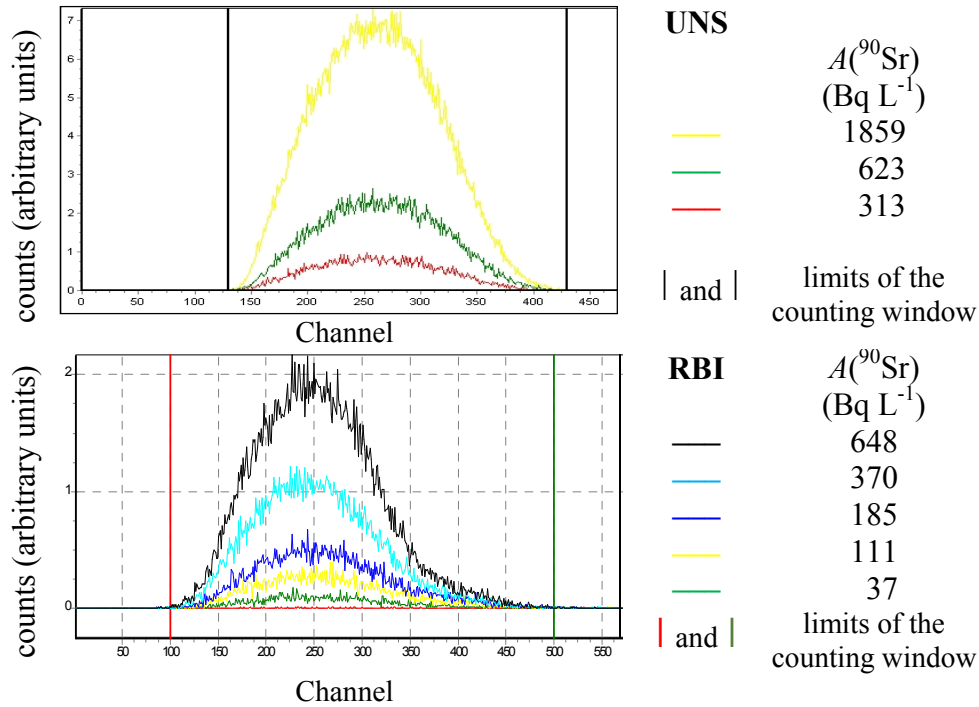 counts (arbitrary units)
7
6
5
4
3
2
1
0
0 50 100 150 200 250 300 350 400 450
Channel
UNS
A(⁹⁰Sr)
(Bq L⁻¹)
1859
623
313
| and | limits of the
counting window
counts (arbitrary units)
2
1
0
50 100 150 200 250 300 350 400 450 500 550
Channel
RBI
A(⁹⁰Sr)
(Bq L⁻¹)
648
370
185
111
37
| and | limits of the
counting window